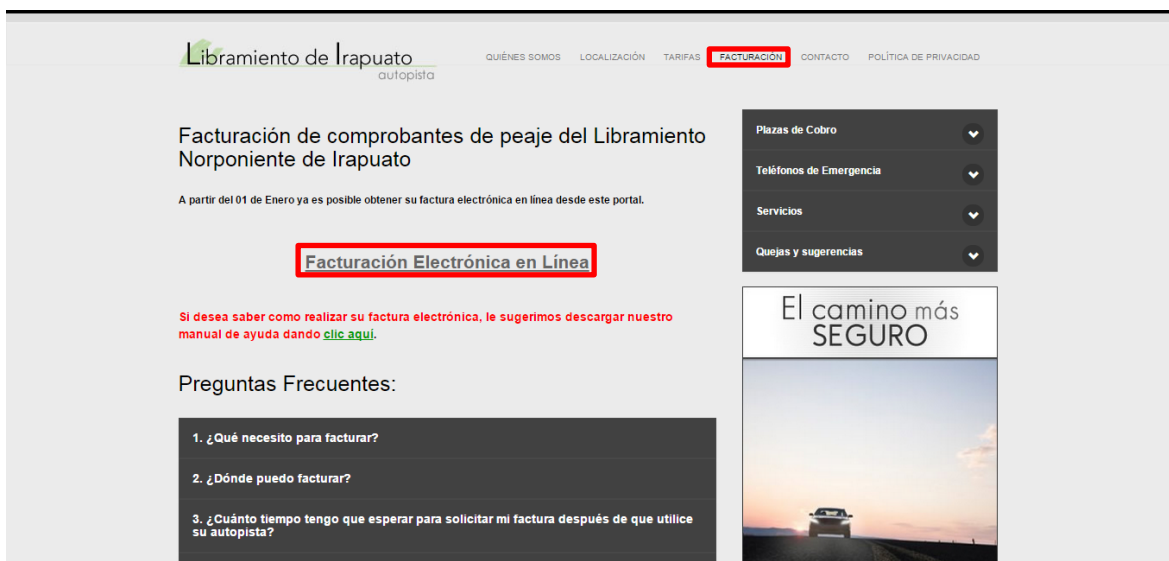 Libramiento de Irapuato
autopista
QUIÉNES SOMOS LOCALIZACIÓN TARIFAS FACTURACIÓN CONTACTO POLÍTICA DE PRIVACIDAD
Facturación de comprobantes de peaje del Libramiento
Norponiente de Irapuato
A partir del 01 de Enero ya es posible obtener su factura electrónica en línea desde este portal.
Facturación Electrónica en Línea
Si desea saber como realizar su factura electrónica, le sugerimos descargar nuestro
manual de ayuda dando clic aquí.
Preguntas Frecuentes:
1. ¿Qué necesito para facturar?
2. ¿Dónde puedo facturar?
3. ¿Cuánto tiempo tengo que esperar para solicitar mi factura después de que utilice
su autopista?
Plazas de Cobro
Teléfonos de Emergencia
Servicios
Quejas y sugerencias
El camino más
SEGURO